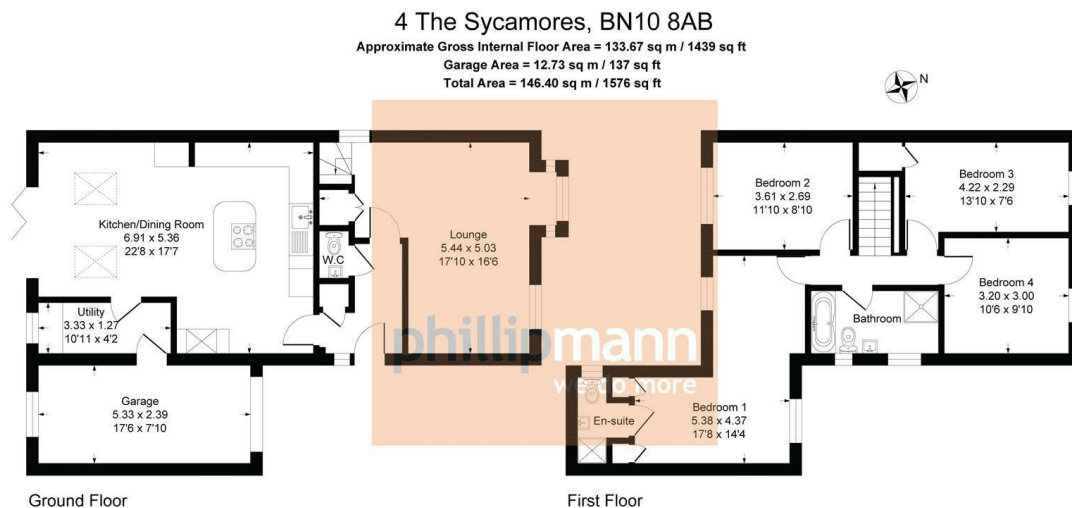 4 The Sycamores, BN10 8AB
Approximate Gross Internal Floor Area = 133.67 sq m / 1439 sq ft
Garage Area = 12.73 sq m / 137 sq ft
Total Area = 146.40 sq m / 1576 sq ft
N
Kitchen/Dining Room
6.91 x 5.36
22'8 x 17'7
W.C
Utility
3.33 x 1.27
10'11 x 4'2
Garage
5.33 x 2.39
17'6 x 7'10
Lounge
5.44 x 5.03
17'10 x 16'6
phillipmann
we do more
Bedroom 2
3.61 x 2.69
11'10 x 8'10
Bedroom 3
4.22 x 2.29
13'10 x 7'6
Bedroom 4
3.20 x 3.00
10'6 x 9'10
Bathroom
En-suite
Bedroom 1
5.38 x 4.37
17'8 x 14'4
Ground Floor
First Floor